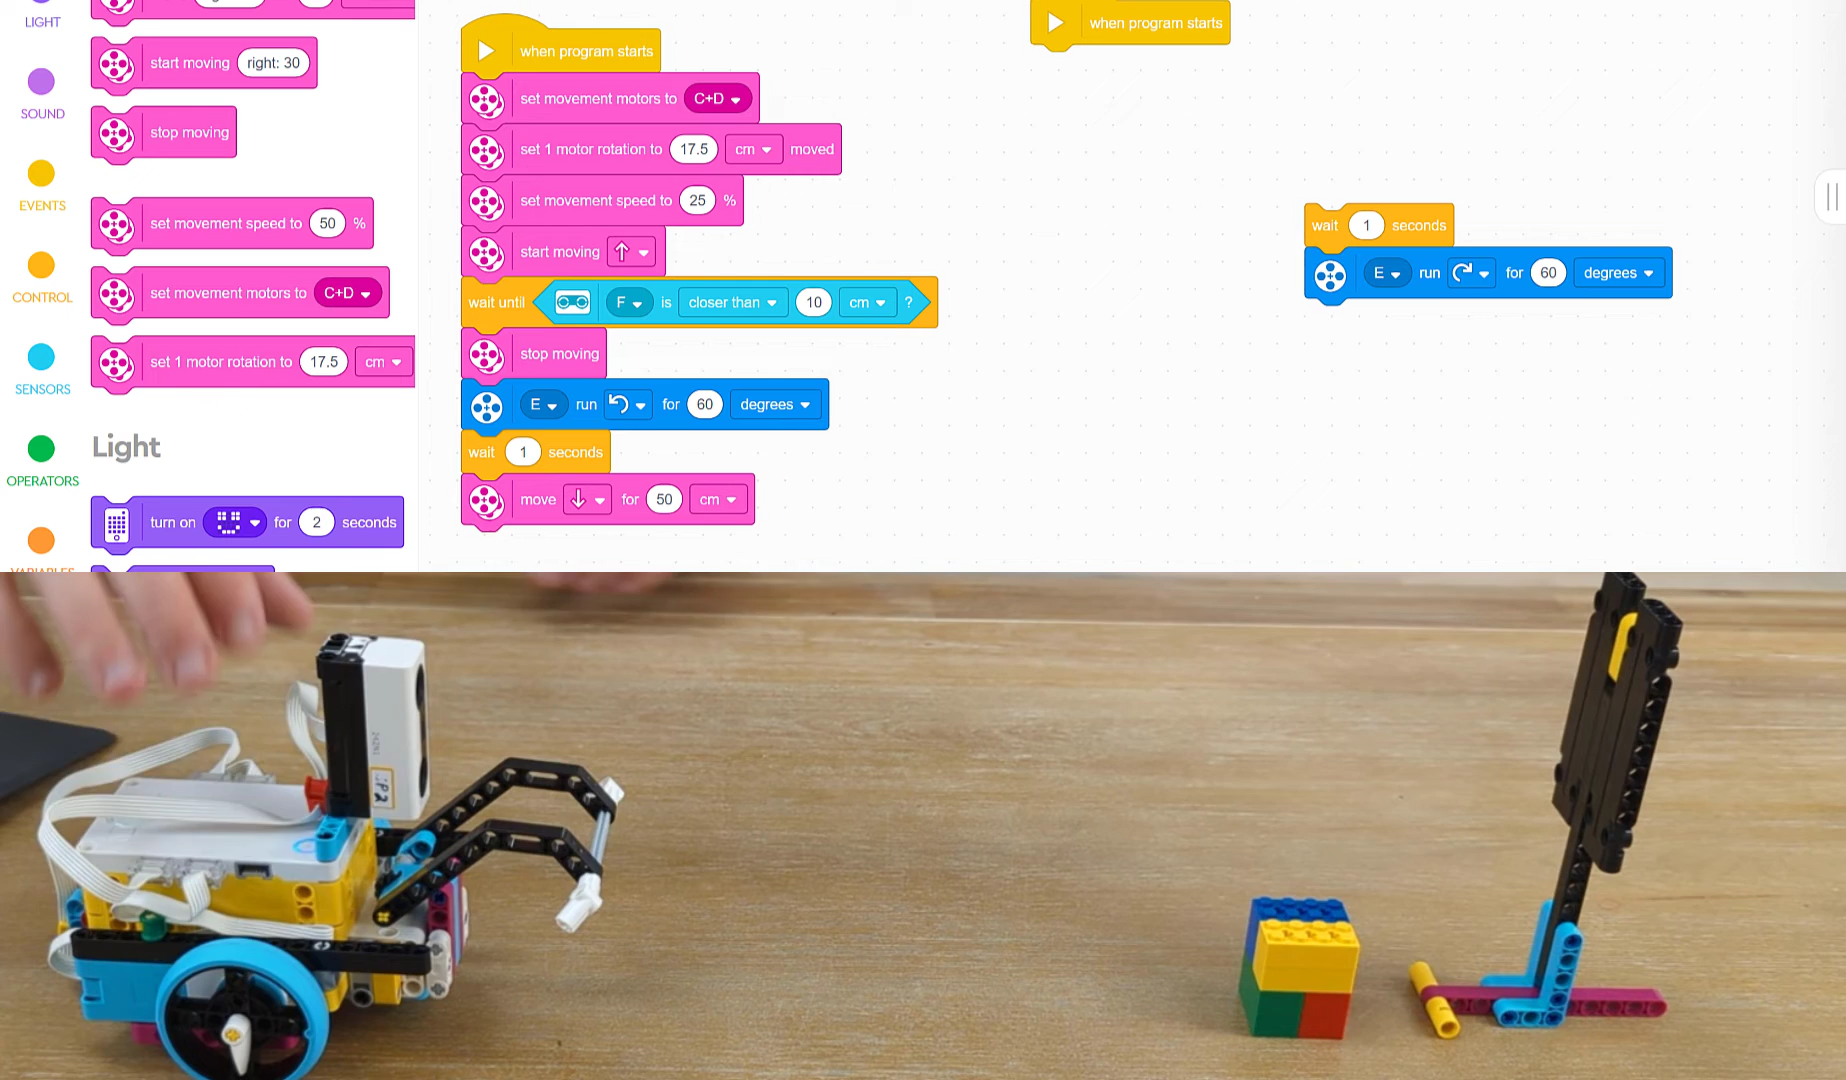 LIGHT
SOUND
EVENTS
CONTROL
SENSORS
OPERATORS
start moving right: 30
stop moving
set movement speed to 50 %
set movement motors to C+D
set 1 motor rotation to 17.5 cm
Light
turn on for 2 seconds
when program starts
set movement motors to C+D
set 1 motor rotation to 17.5 cm moved
set movement speed to 25 %
start moving
wait until F is closer than 10 cm ?
stop moving
E run for 60 degrees
wait 1 seconds
move for 50 cm
when program starts
wait 1 seconds
E run for 60 degrees